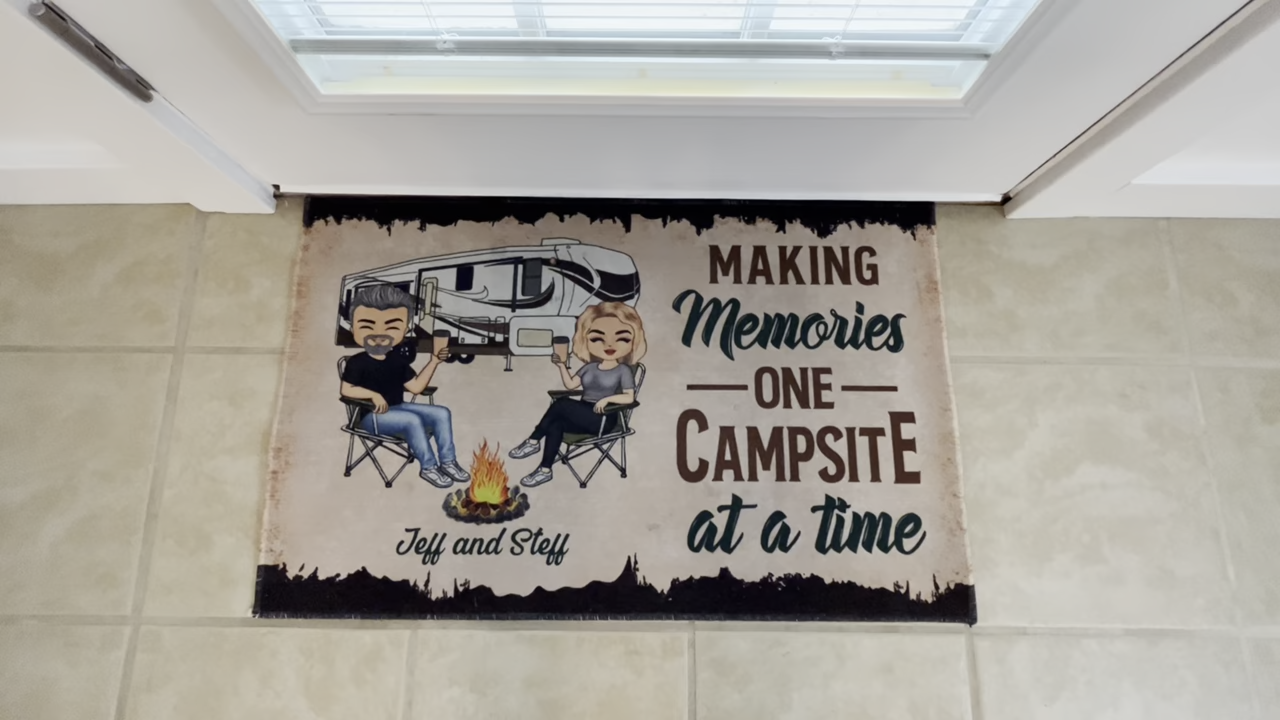 MAKING
Memories
ONE
CAMPSITE
at a time
Jeff and Steff